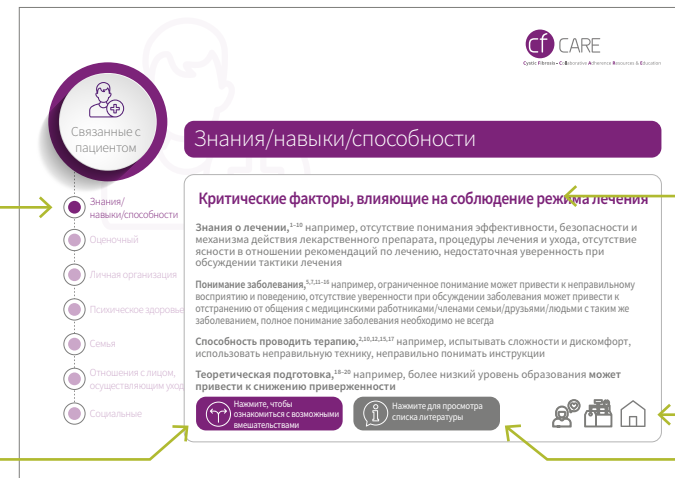 cf CARE
Cystic Fibrosis – CollAborative Adherence Resources & Education
Связанные с
пациентом
Знания/навыки/способности
Знания/
навыки/способности
Оценочный
Личная организация
Психическое здоровье
Семья
Отношения с лицом,
осуществляющим уход
Социальные
Критические факторы, влияющие на соблюдение режима лечения
Знания о лечении,1–10 например, отсутствие понимания эффективности, безопасности и
механизма действия лекарственного препарата, процедуры лечения и ухода, отсутствие
ясности в отношении рекомендаций по лечению, недостаточная уверенность при
обсуждении тактики лечения
Понимание заболевания,5,7,11–16 например, ограниченное понимание может привести к неправильному
восприятию и поведению, отсутствие уверенности при обсуждении заболевания может привести к
отстранению от общения с медицинскими работниками/членами семьи/друзьями/людьми с таким же
заболеванием, полное понимание заболевания необходимо не всегда
Способность проводить терапию,2,10,12,15,17 например, испытывать сложности и дискомфорт,
использовать неправильную технику, неправильно понимать инструкции
Теоретическая подготовка,18–20 например, более низкий уровень образования может
привести к снижению приверженности
Нажмите, чтобы
ознакомиться с возможными
вмешательствами
Нажмите для просмотра
списка литературы